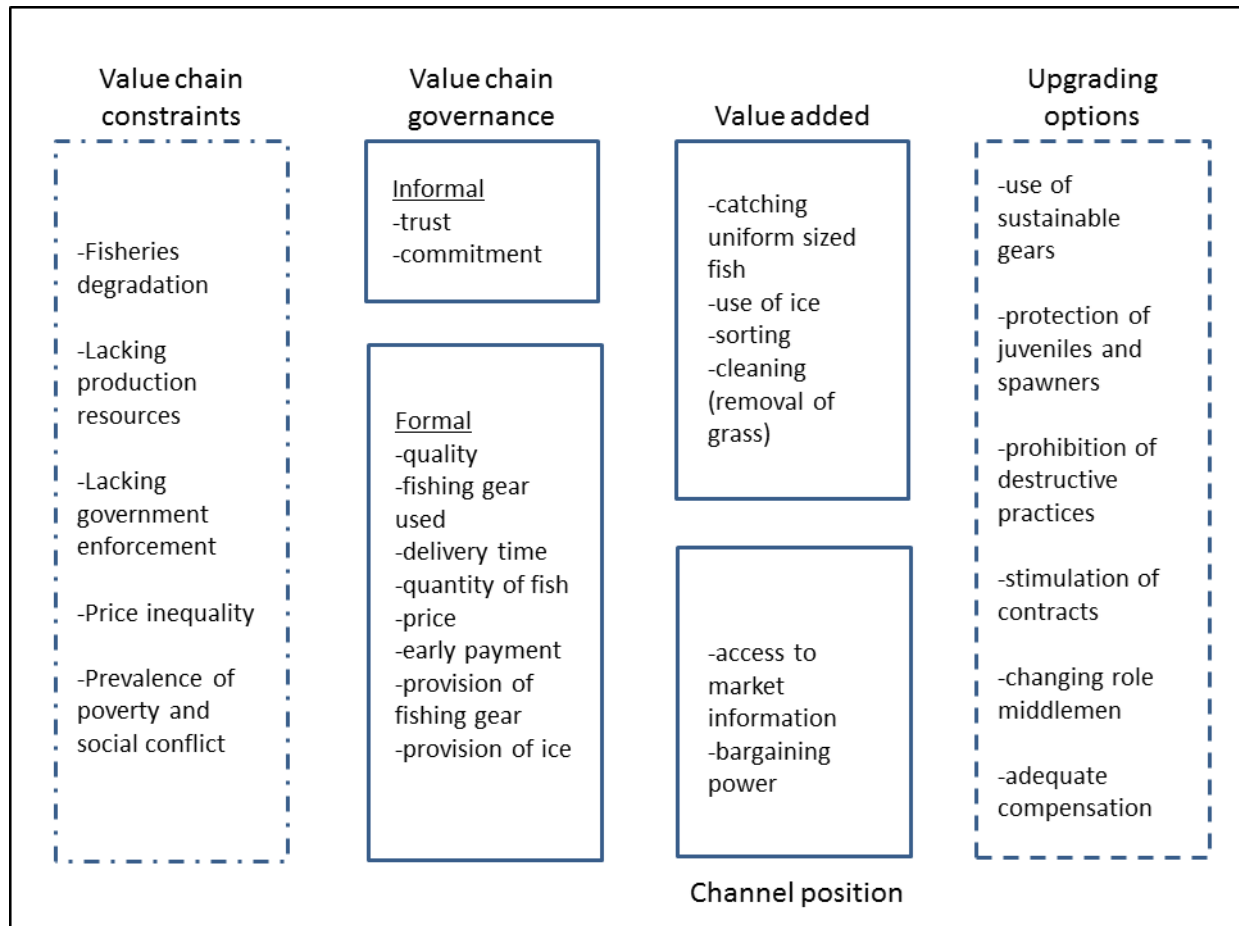 Value chain
constraints
-Fisheries
degradation
-Lacking
production
resources
-Lacking
government
enforcement
-Price inequality
-Prevalence of
poverty and
social conflict
Value chain
governance
Informal
-trust
-commitment
Formal
-quality
-fishing gear
used
-delivery time
-quantity of fish
-price
-early payment
-provision of
fishing gear
-provision of ice
Value added
-catching
uniform sized
fish
-use of ice
-sorting
-cleaning
(removal of
grass)
-access to
market
information
-bargaining
power
Channel position
Upgrading
options
-use of
sustainable
gears
-protection of
juveniles and
spawners
-prohibition of
destructive
practices
-stimulation of
contracts
-changing role
middlemen
-adequate
compensation